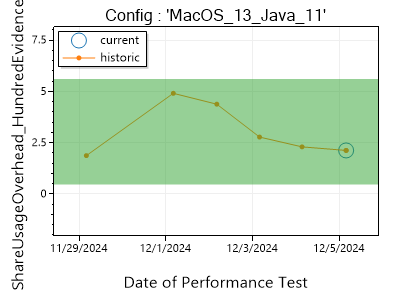 Config : 'MacOS_13_Java_11'
current
historic
7.5
5
2.5
0
ShareUsageOverhead_HundredEvidence
11/29/2024 12/1/2024 12/3/2024 12/5/2024
Date of Performance Test